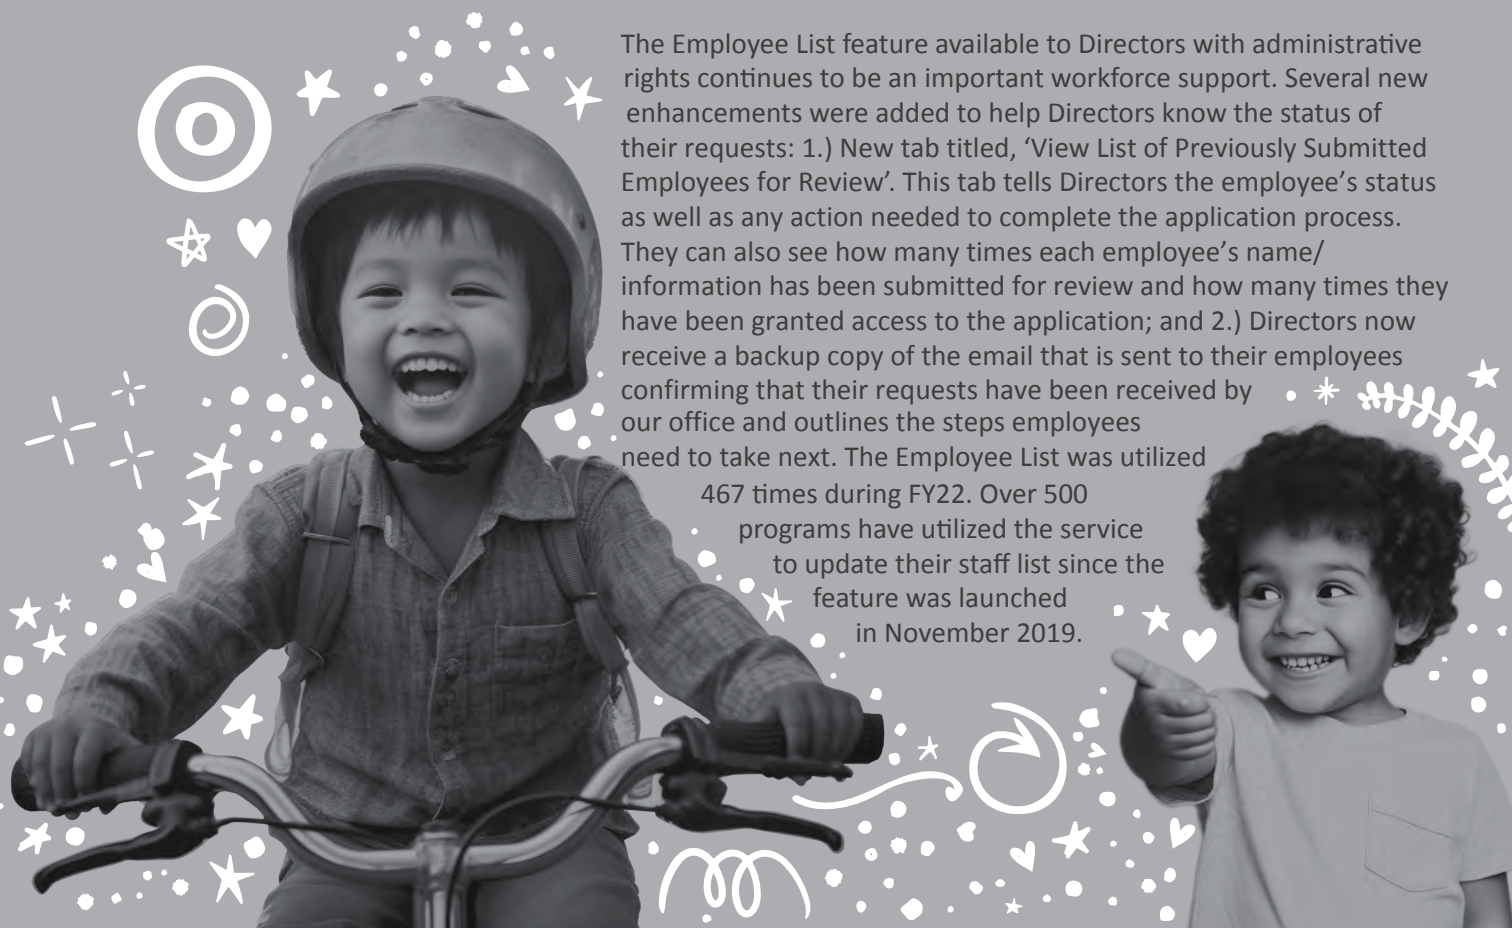 The Employee List feature available to Directors with administrative
rights continues to be an important workforce support. Several new
enhancements were added to help Directors know the status of
their requests: 1.) New tab titled, ‘View List of Previously Submitted
Employees for Review’. This tab tells Directors the employee’s status
as well as any action needed to complete the application process.
They can also see how many times each employee’s name/
information has been submitted for review and how many times they
have been granted access to the application; and 2.) Directors now
receive a backup copy of the email that is sent to their employees
confirming that their requests have been received by
our office and outlines the steps employees
need to take next. The Employee List was utilized
467 times during FY22. Over 500
programs have utilized the service
to update their staff list since the
feature was launched
in November 2019.